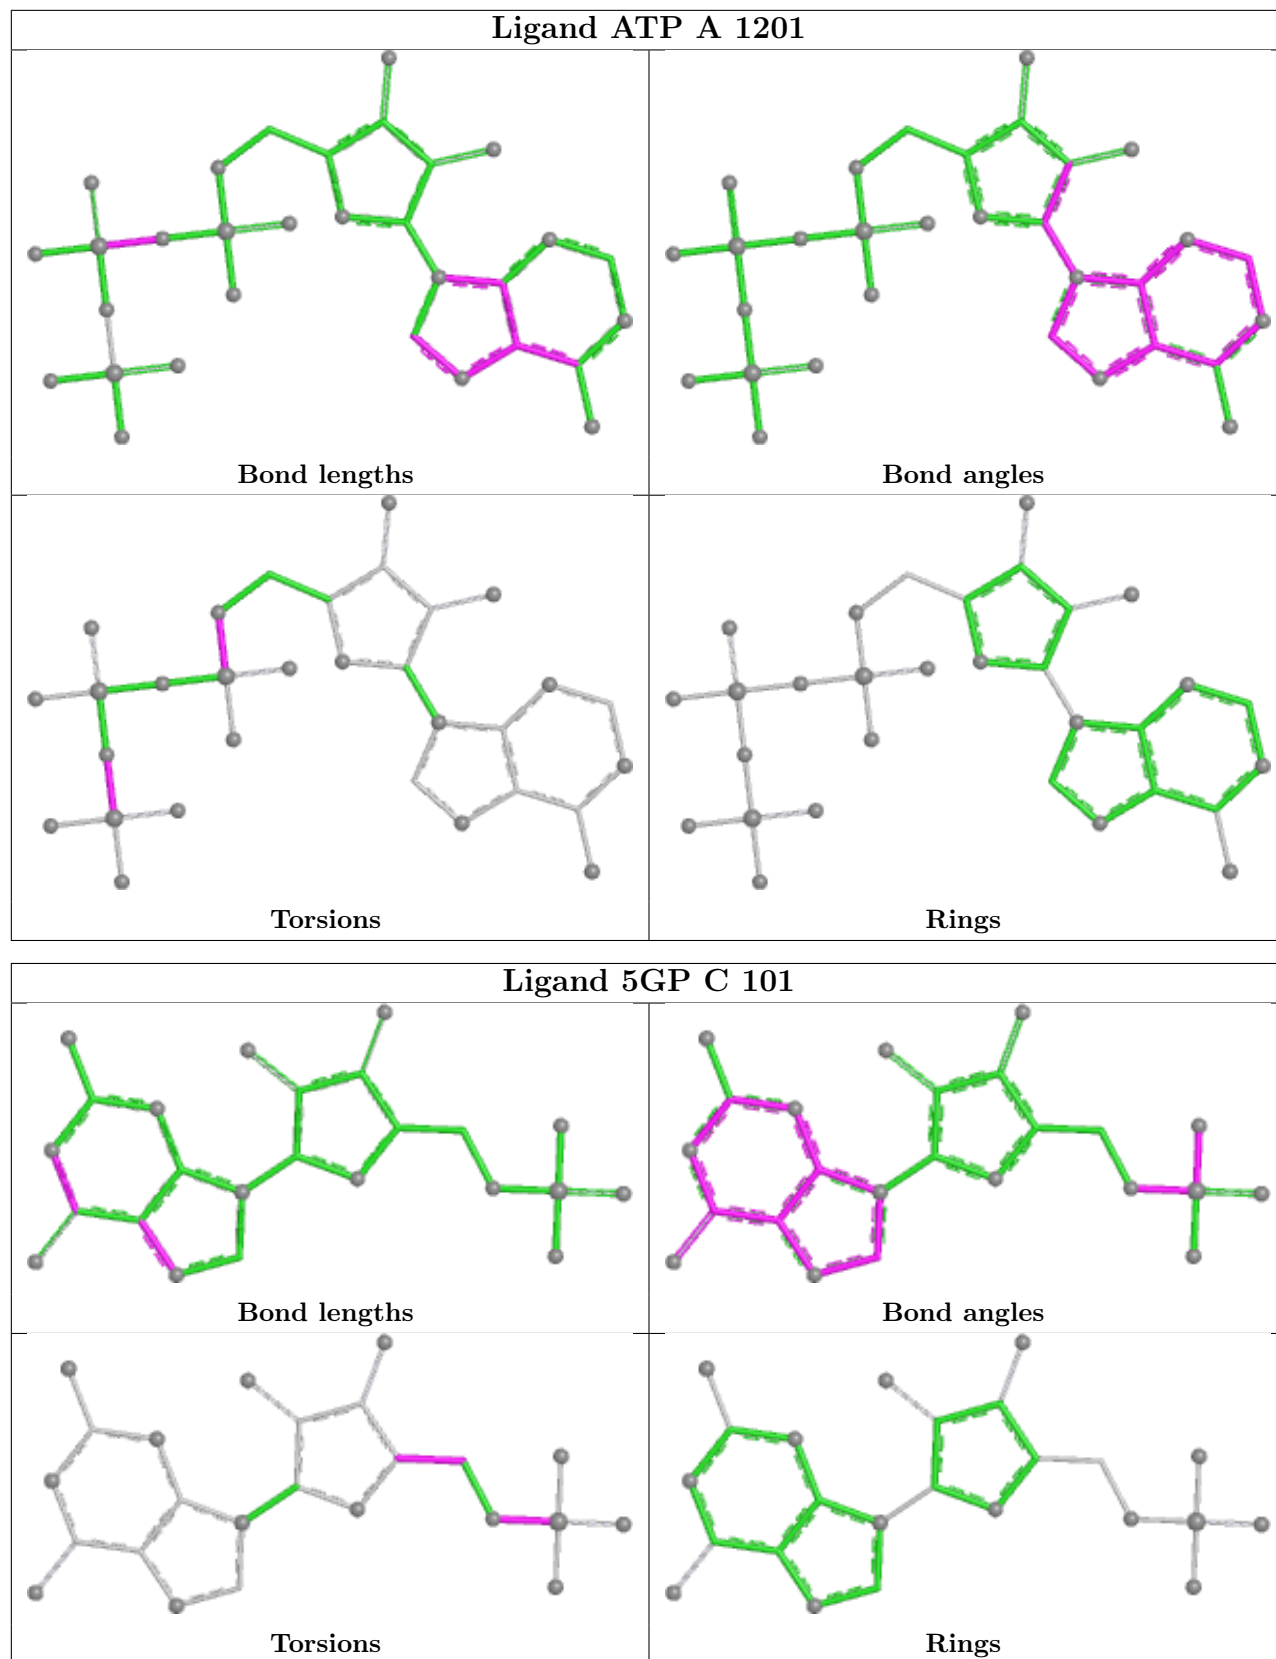 Ligand ATP A 1201
Bond lengths
Bond angles
Torsions
Rings
Ligand 5GP C 101
Bond lengths
Bond angles
Torsions
Rings